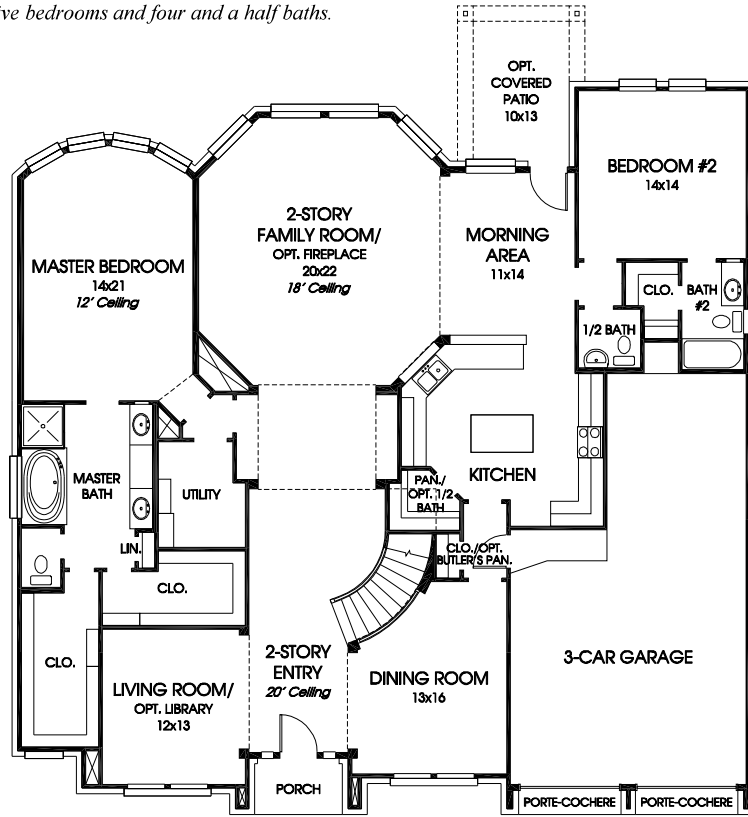 ive bedrooms and four and a half baths.
OPT.
COVERED
PATIO
10x13
BEDROOM #2
14x14
2-STORY
FAMILY ROOM/
OPT. FIREPLACE
20x22
18' Ceiling
MORNING
AREA
11x14
MASTER BEDROOM
14x21
12' Ceiling
CLO.
BATH
#2
1/2 BATH
MASTER
BATH
UTILITY
KITCHEN
PAN./
OPT. 1/2
BATH
LIN.
CLO./OPT.
BUTLER'S PAN.
CLO.
CLO.
2-STORY
ENTRY
20' Ceiling
LIVING ROOM/
OPT. LIBRARY
12x13
DINING ROOM
13x16
3-CAR GARAGE
PORCH
PORTE-COCHERE
PORTE-COCHERE